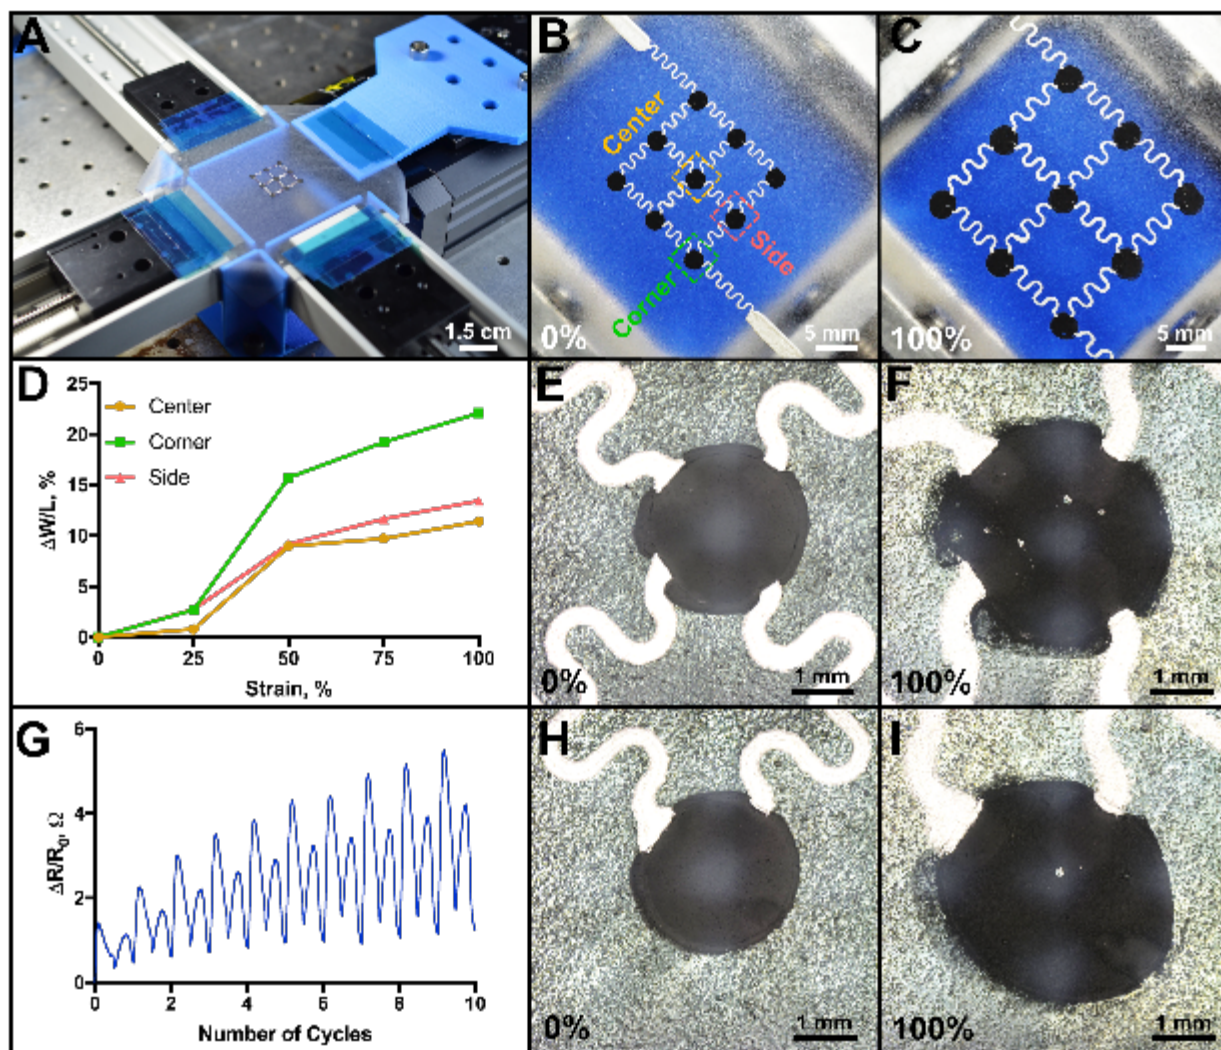 A
1.5 cm
B
Center
Side
Corner
0%
5 mm
C
100%
5 mm
D
25
20
15
10
5
0
ΔW/L, %
Center
Corner
Side
0 25 50 75 100
Strain, %
E
0%
1 mm
F
100%
1 mm
G
6
4
2
0
ΔR/R0, Ω
0 2 4 6 8 10
Number of Cycles
H
0%
1 mm
I
100%
1 mm